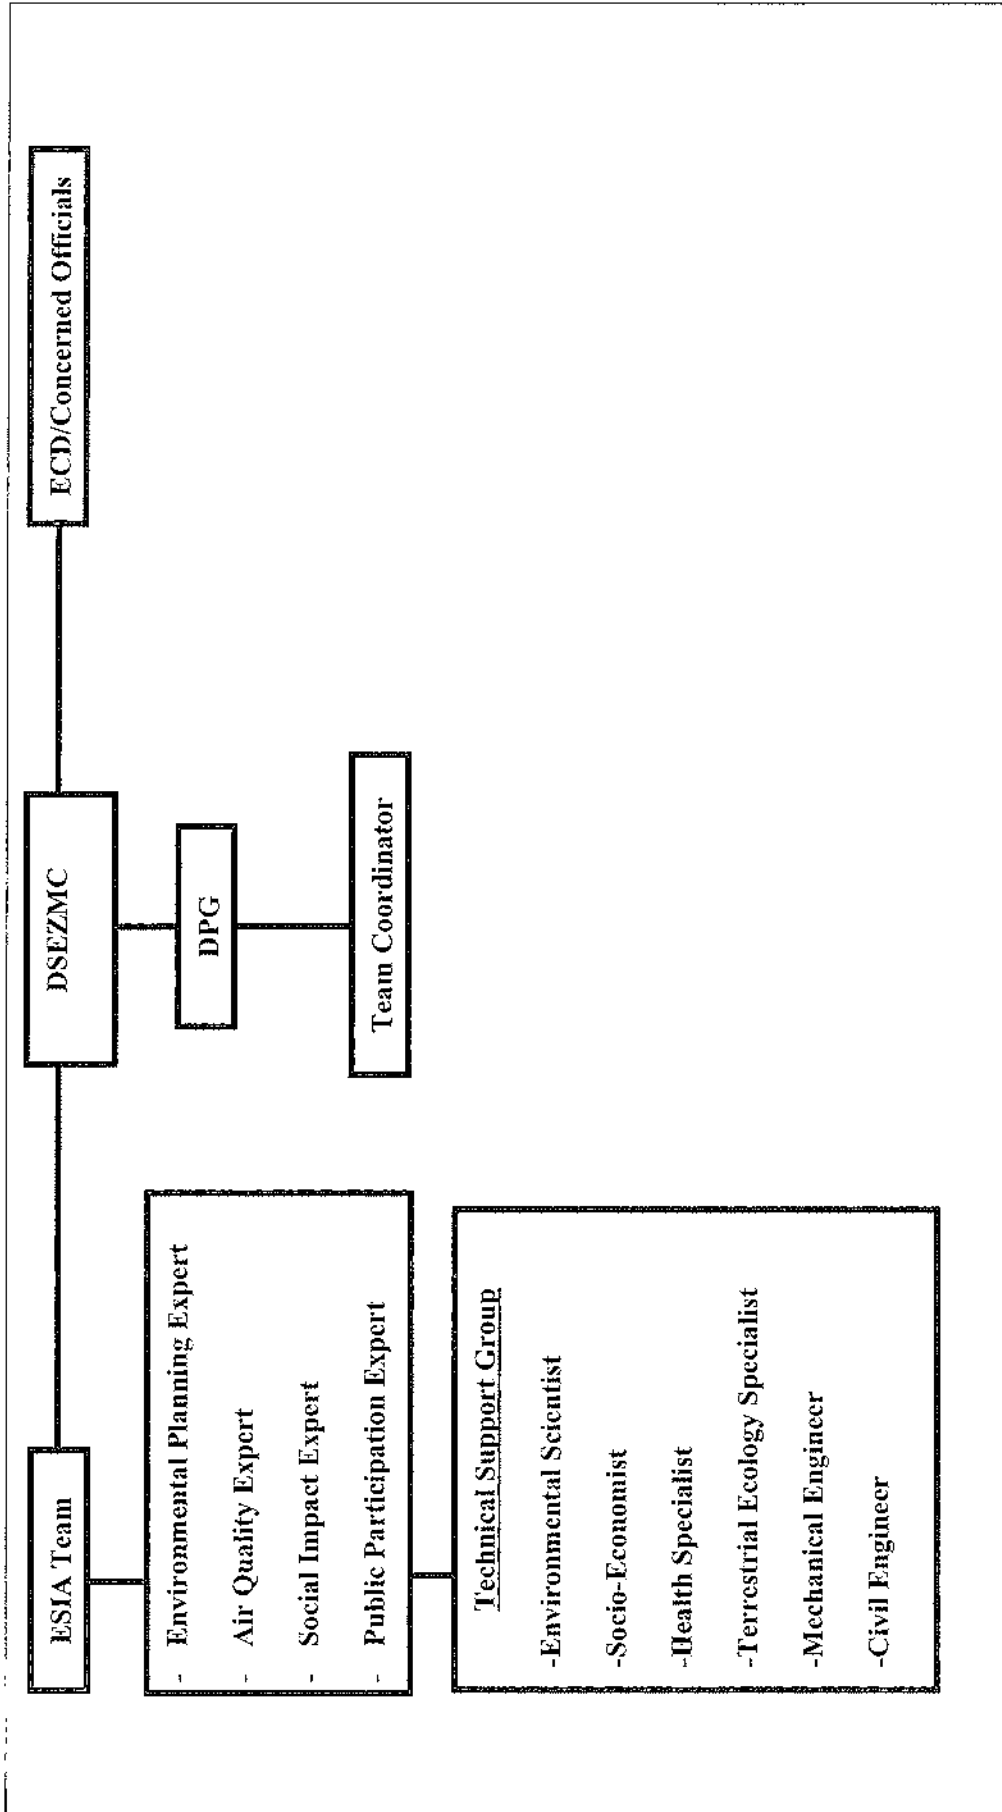 ESIA Team
DSEZMC
ECD/Concerned Officials
- Environmental Planning Expert
- Air Quality Expert
- Social Impact Expert
- Public Participation Expert
DPG
Team Coordinator
Technical Support Group
-Environmental Scientist
-Socio-Economist
-Health Specialist
-Terrestrial Ecology Specialist
-Mechanical Engineer
-Civil Engineer